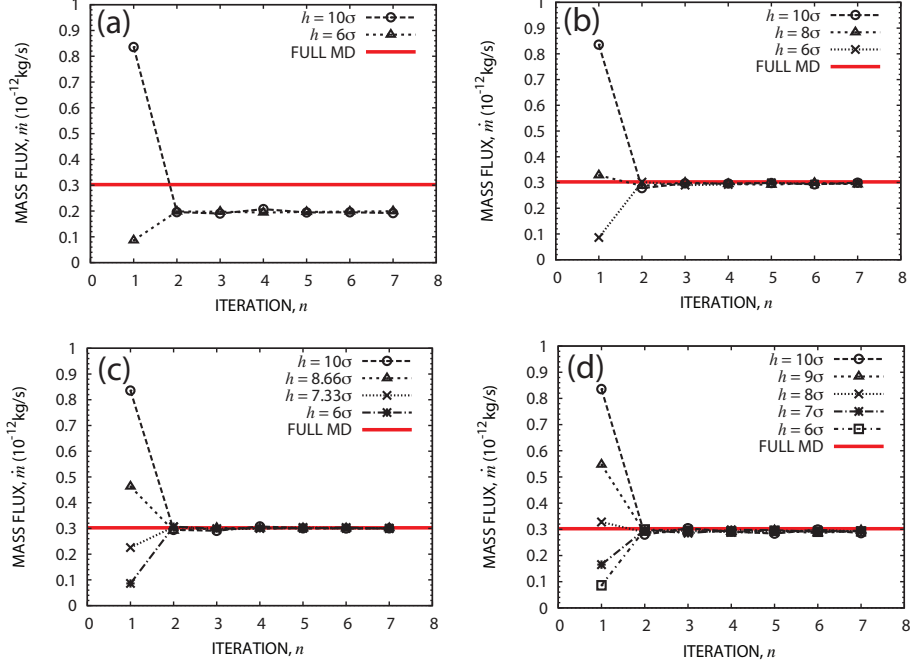 (a)
h = 10σ
h = 6σ
FULL MD
MASS FLUX, ṁ (10⁻¹²kg/s)
1
0.9
0.8
0.7
0.6
0.5
0.4
0.3
0.2
0.1
0
0 1 2 3 4 5 6 7 8
ITERATION, n
(b)
h = 10σ
h = 8σ
h = 6σ
FULL MD
MASS FLUX, ṁ (10⁻¹²kg/s)
1
0.9
0.8
0.7
0.6
0.5
0.4
0.3
0.2
0.1
0
0 1 2 3 4 5 6 7 8
ITERATION, n
(c)
h = 10σ
h = 8.66σ
h = 7.33σ
h = 6σ
FULL MD
MASS FLUX, ṁ (10⁻¹²kg/s)
1
0.9
0.8
0.7
0.6
0.5
0.4
0.3
0.2
0.1
0
0 1 2 3 4 5 6 7 8
ITERATION, n
(d)
h = 10σ
h = 9σ
h = 8σ
h = 7σ
h = 6σ
FULL MD
MASS FLUX, ṁ (10⁻¹²kg/s)
1
0.9
0.8
0.7
0.6
0.5
0.4
0.3
0.2
0.1
0
0 1 2 3 4 5 6 7 8
ITERATION, n